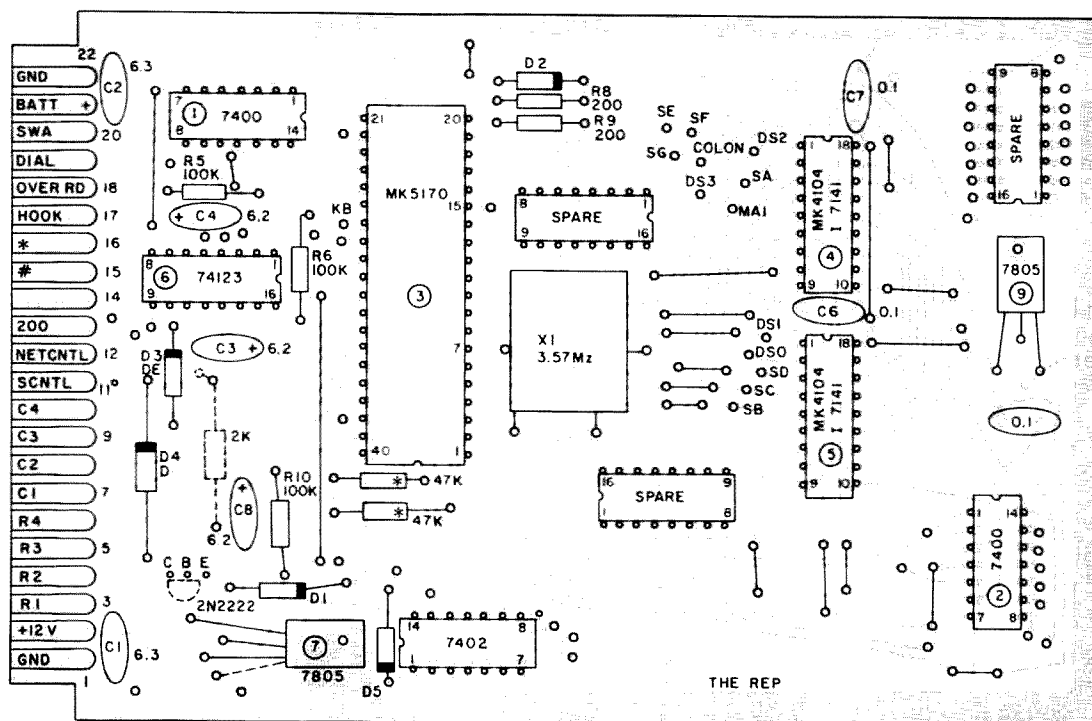 22
GND
BATT +
SWA 20
DIAL
OVER RD 18
HOOK 17
* 16
# 15
14
200
NETCNTL 12
SCNTL 11
C4
C3 9
C2
C1 7
R4
R3 5
R2
R1 3
+12V
GND
1
C2 6.3
C1 6.3
7 1
1 7400
8 14
R5
100K
+ C4 6.2
8 1
6 74123
9 16
KB
R6
100K
C3 + 6.2
D3
DE
D4
D
2K
+
C8
6.2
R10
100K
C B E
2N2222
D1
7
7805
D5
21 20
MK5170
15
3
7
40 1
* 47K
* 47K
14 8
7402
1 7
D2
R8
200
R9
200
8 1
SPARE
9 16
X1
3.57Mz
16 9
SPARE
1 8
SE
SF
SG
COLON
DS2
DS3
SA
MA1
DS1
DS0
SD
SC
SB
C7 0.1
1 18
MK4104
I 7141
4
9 10
C6 0.1
1 18
MK4104
I 7141
5
9 10
9 8
SPARE
16 1
7805
9
0.1
1 14
7400
2
7 8
THE REP